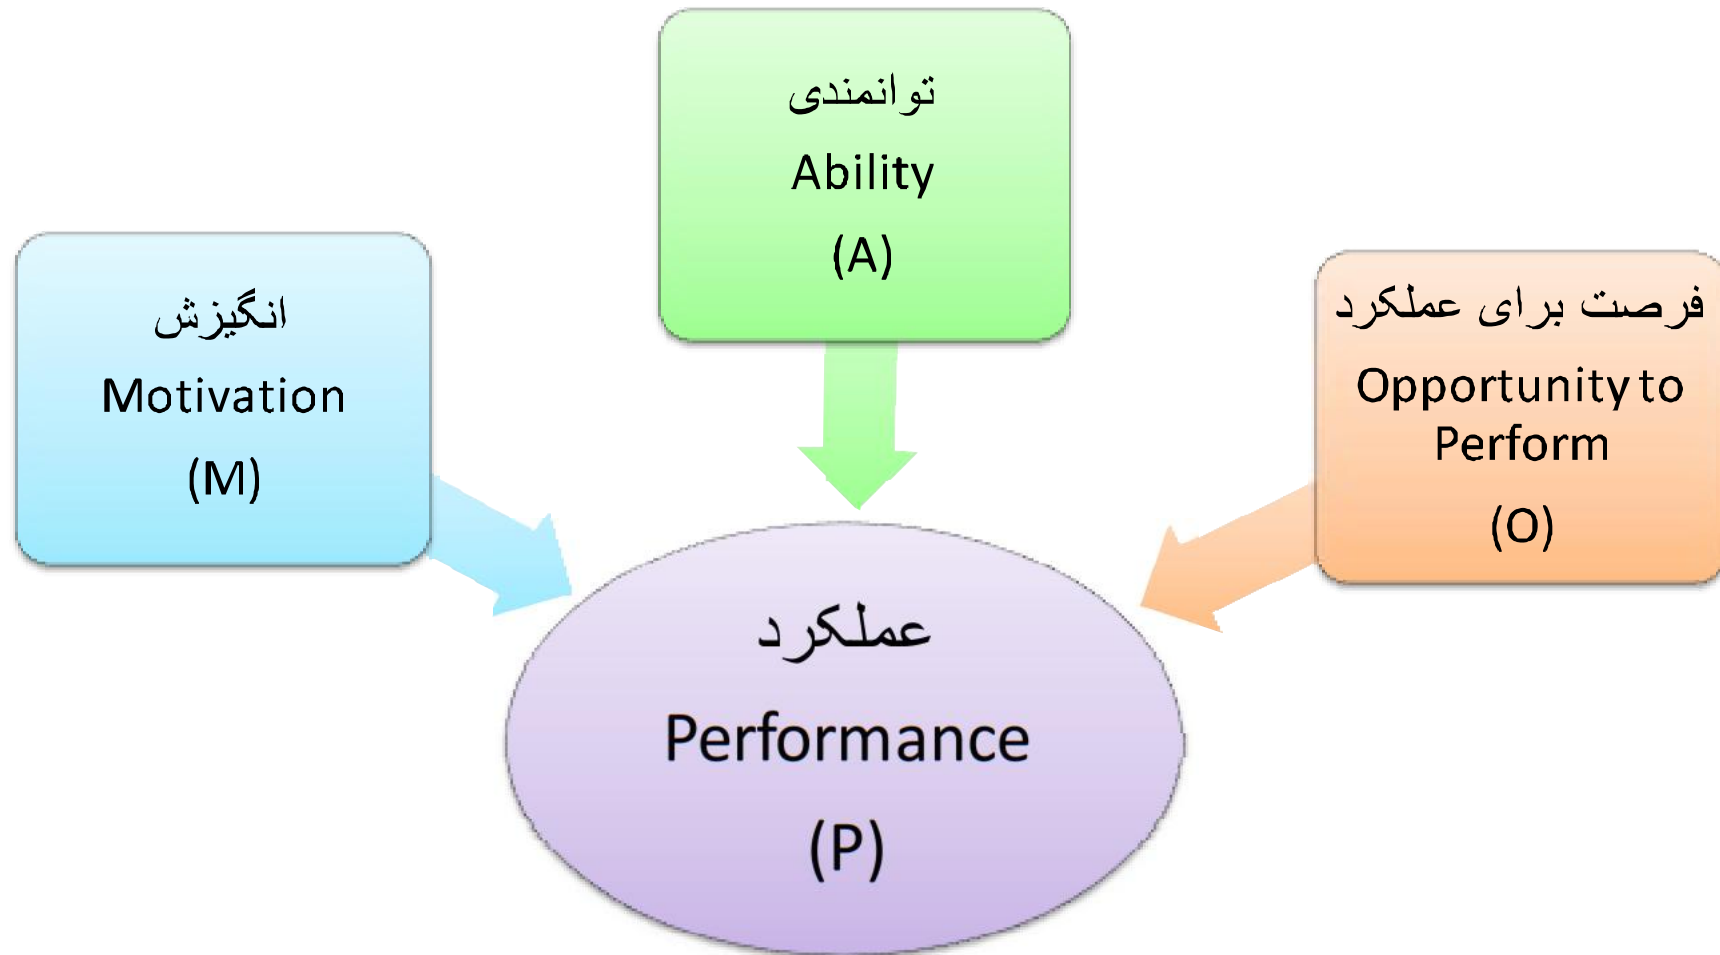 توانمندی
Ability
(A)
انگیزش
Motivation
(M)
فرصت برای عملکرد
Opportunity to
Perform
(O)
عملکرد
Performance
(P)